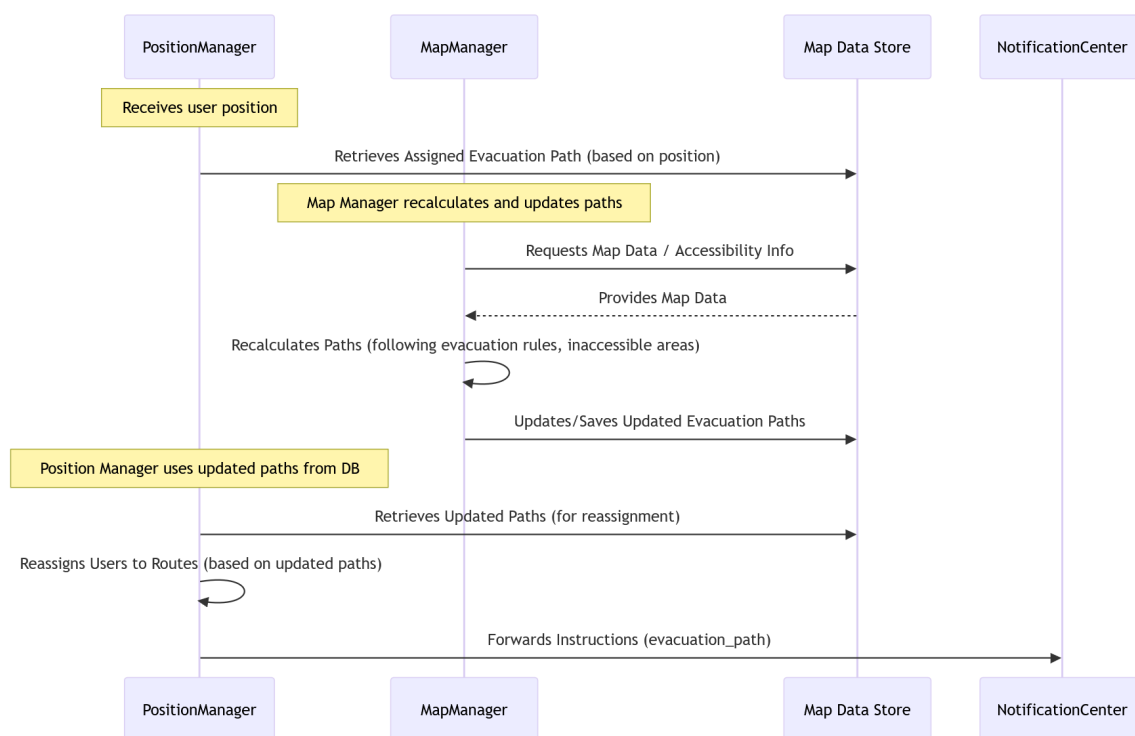 PositionManager
MapManager
Map Data Store
NotificationCenter
Receives user position
Retrieves Assigned Evacuation Path (based on position)
Map Manager recalculates and updates paths
Requests Map Data / Accessibility Info
Provides Map Data
Recalculates Paths (following evacuation rules, inaccessible areas)
Updates/Saves Updated Evacuation Paths
Position Manager uses updated paths from DB
Retrieves Updated Paths (for reassignment)
Reassigns Users to Routes (based on updated paths)
Forwards Instructions (evacuation_path)
PositionManager
MapManager
Map Data Store
NotificationCenter